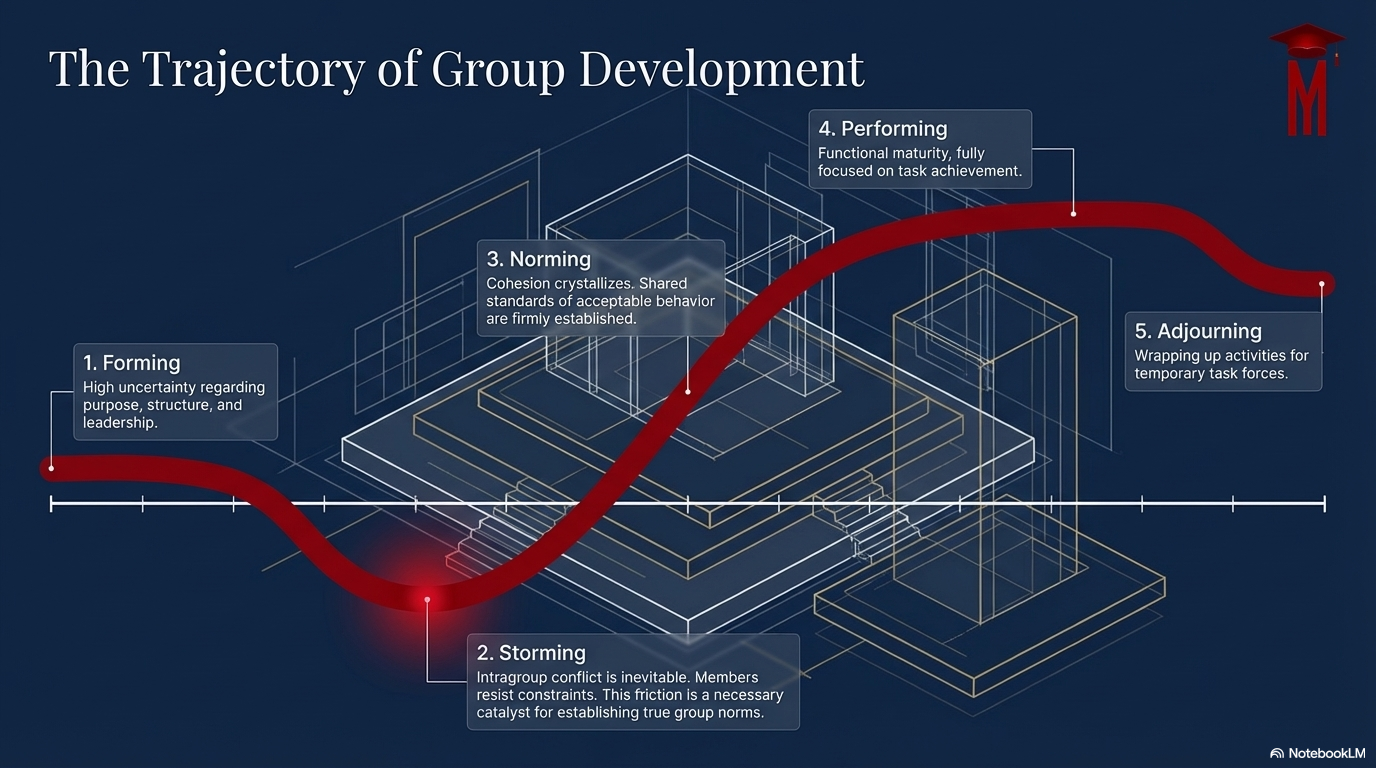 The Trajectory of Group Development
M
4. Performing
Functional maturity, fully
focused on task achievement.
3. Norming
Cohesion crystallizes. Shared
standards of acceptable behavior
are firmly established.
5. Adjourning
Wrapping up activities for
temporary task forces.
1. Forming
High uncertainty regarding
purpose, structure, and
leadership.
2. Storming
Intragroup conflict is inevitable. Members
resist constraints. This friction is a necessary
catalyst for establishing true group norms.
NotebookLM